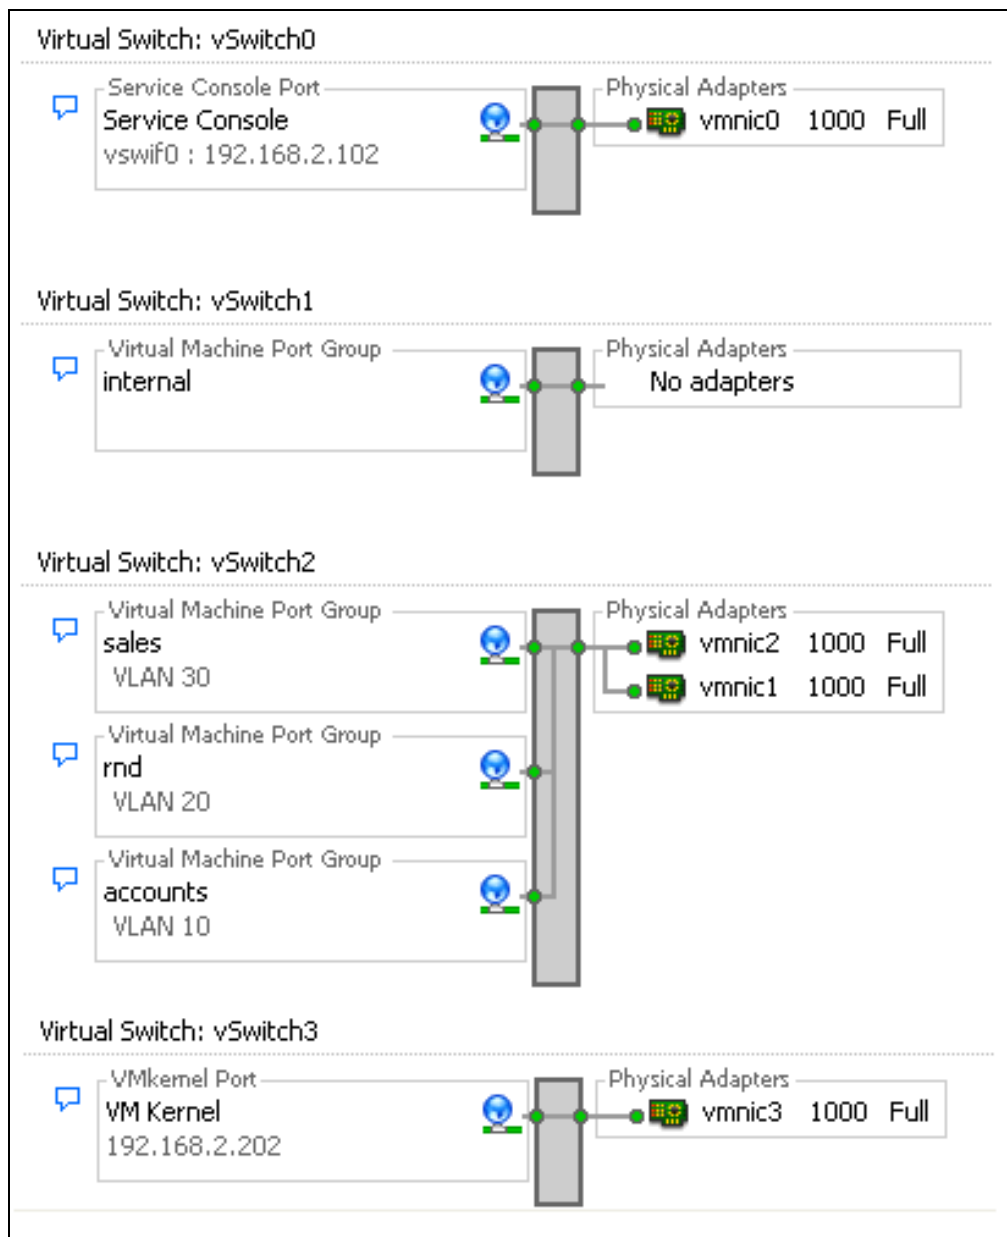 Virtual Switch: vSwitch0
Service Console Port
Physical Adapters
Service Console
vmnic0 1000 Full
vswif0 : 192.168.2.102
Virtual Switch: vSwitch1
Virtual Machine Port Group
Physical Adapters
internal
No adapters
Virtual Switch: vSwitch2
Virtual Machine Port Group
Physical Adapters
sales
vmnic2 1000 Full
VLAN 30
vmnic1 1000 Full
Virtual Machine Port Group
rnd
VLAN 20
Virtual Machine Port Group
accounts
VLAN 10
Virtual Switch: vSwitch3
VMkernel Port
Physical Adapters
VM Kernel
vmnic3 1000 Full
192.168.2.202